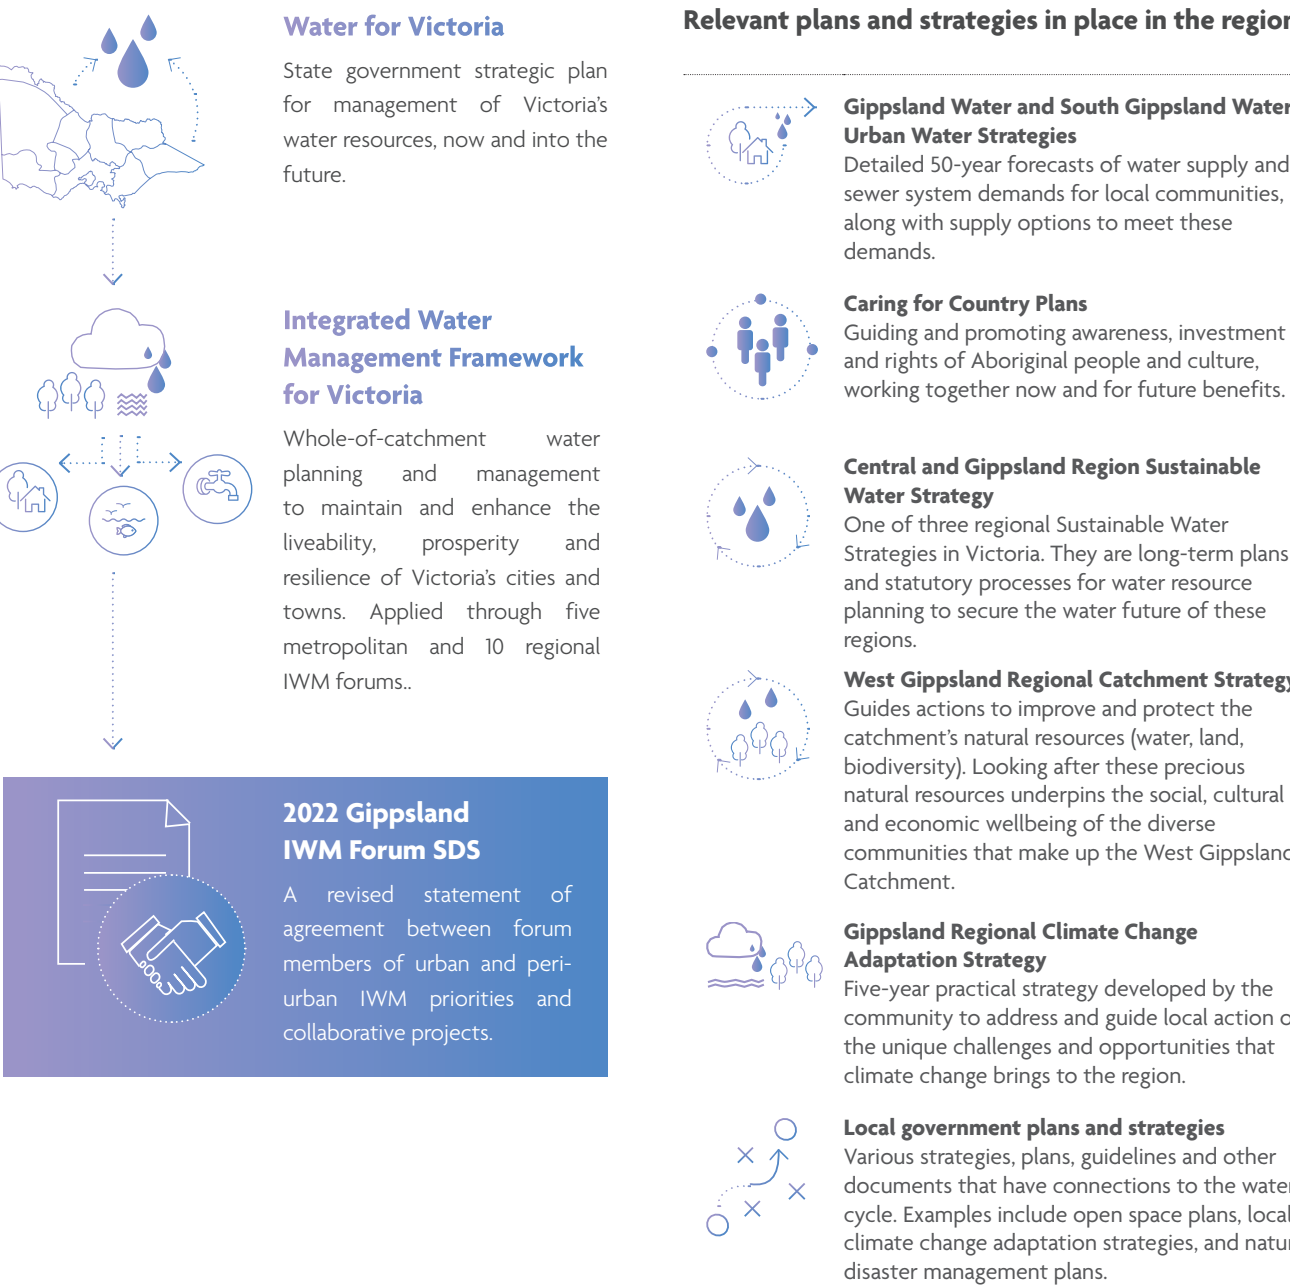 Water for Victoria
State government strategic plan
for management of Victoria's
water resources, now and into the
future.
Integrated Water
Management Framework
for Victoria
Whole-of-catchment water
planning and management
to maintain and enhance the
liveability, prosperity and
resilience of Victoria's cities and
towns. Applied through five
metropolitan and 10 regional
IWM forums..
2022 Gippsland
IWM Forum SDS
A revised statement of
agreement between forum
members of urban and peri-
urban IWM priorities and
collaborative projects.
Relevant plans and strategies in place in the region
Gippsland Water and South Gippsland Water
Urban Water Strategies
Detailed 50-year forecasts of water supply and
sewer system demands for local communities,
along with supply options to meet these
demands.
Caring for Country Plans
Guiding and promoting awareness, investment
and rights of Aboriginal people and culture,
working together now and for future benefits.
Central and Gippsland Region Sustainable
Water Strategy
One of three regional Sustainable Water
Strategies in Victoria. They are long-term plans
and statutory processes for water resource
planning to secure the water future of these
regions.
West Gippsland Regional Catchment Strategy
Guides actions to improve and protect the
catchment's natural resources (water, land,
biodiversity). Looking after these precious
natural resources underpins the social, cultural
and economic wellbeing of the diverse
communities that make up the West Gippsland
Catchment.
Gippsland Regional Climate Change
Adaptation Strategy
Five-year practical strategy developed by the
community to address and guide local action
the unique challenges and opportunities that
climate change brings to the region.
Local government plans and strategies
Various strategies, plans, guidelines and other
documents that have connections to the water
cycle. Examples include open space plans, local
climate change adaptation strategies, and
disaster management plans.